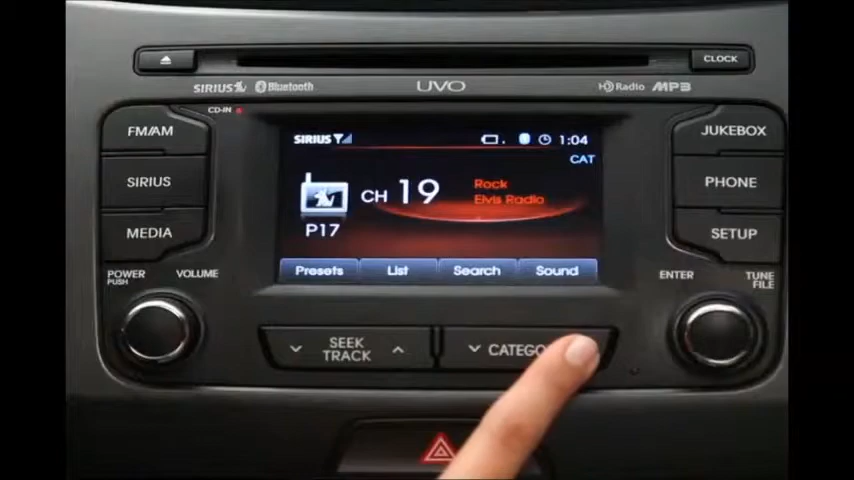 CLOCK
SIRIUS Bluetooth UVO HD Radio MP3
CD-IN
FM/AM
SIRIUS
MEDIA
POWER
PUSH
VOLUME
SIRIUS 1:04
CAT
CH 19
Rock
Elvis Radio
P17
Presets List Search Sound
JUKEBOX
PHONE
SETUP
ENTER
TUNE
FILE
SEEK
TRACK